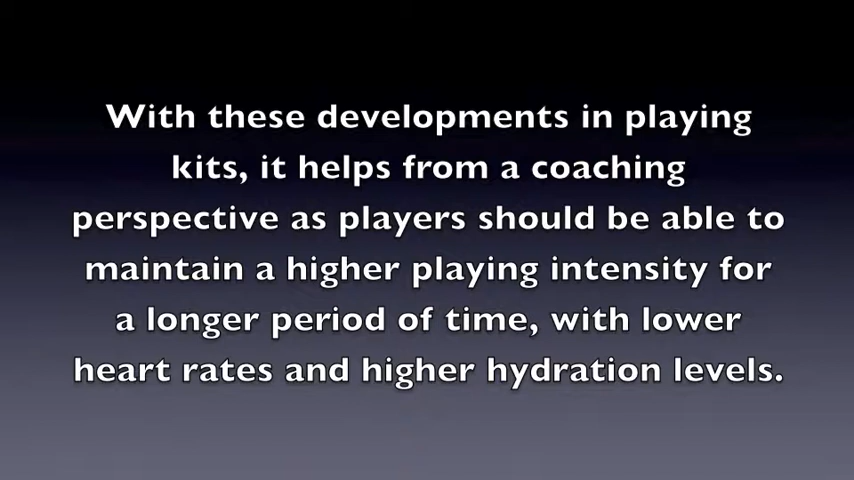 With these developments in playing
kits, it helps from a coaching
perspective as players should be able to
maintain a higher playing intensity for
a longer period of time, with lower
heart rates and higher hydration levels.